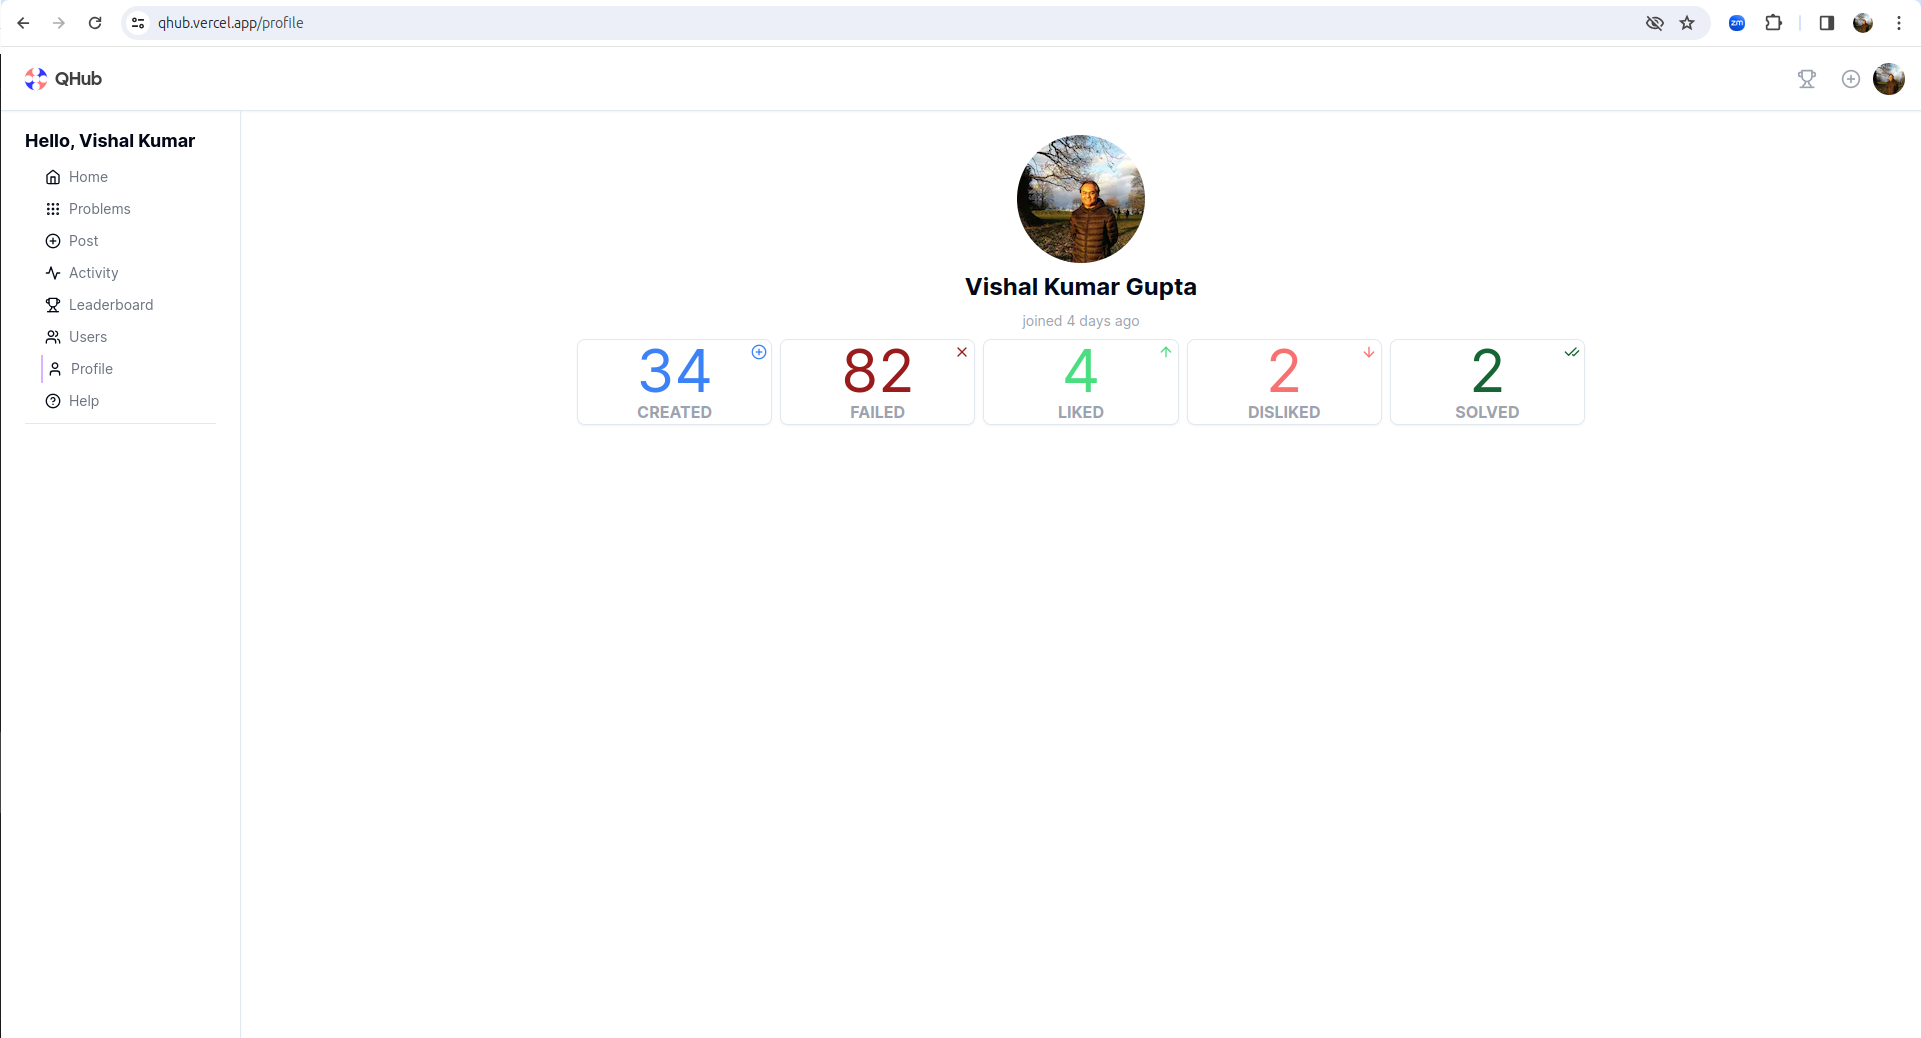 qhub.vercel.app/profile
zm
QHub
Hello, Vishal Kumar
Home
Problems
Post
Activity
Leaderboard
Users
Profile
Help
Vishal Kumar Gupta
joined 4 days ago
34
CREATED
82
FAILED
4
LIKED
2
DISLIKED
2
SOLVED